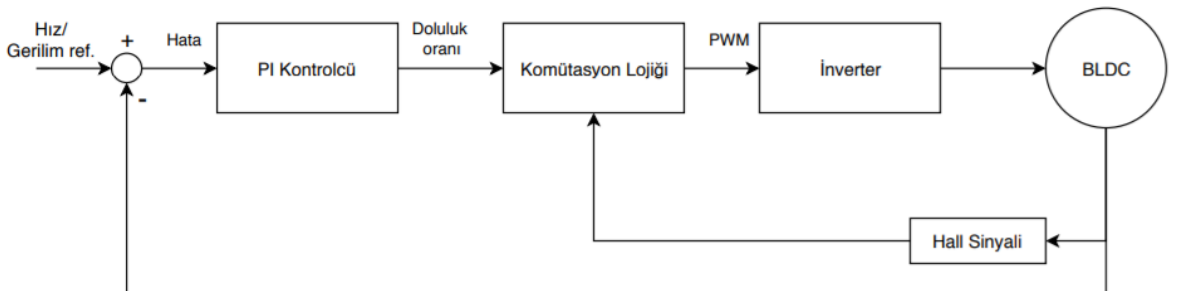 Hız/
Gerilim ref.
+
-
Hata
PI Kontrolcü
Doluluk
oranı
Komütasyon Lojiği
PWM
İnverter
BLDC
Hall Sinyali